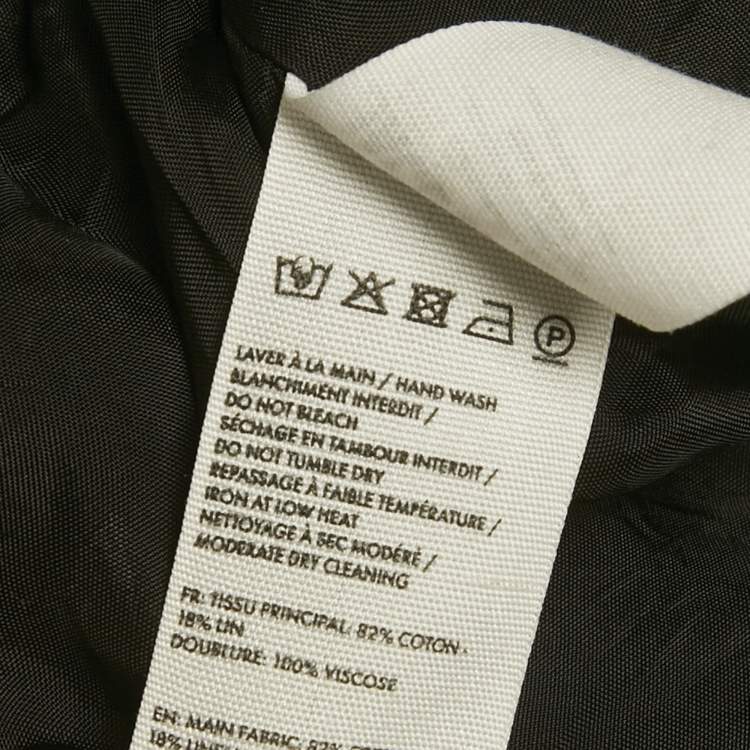 P
LAVER À LA MAIN / HAND WASH
BLANCHIMENT INTERDIT /
DO NOT BLEACH
SÉCHAGE EN TAMBOUR INTERDIT /
DO NOT TUMBLE DRY
REPASSAGE À FAIBLE TEMPÉRATURE /
IRON AT LOW HEAT
NETTOYAGE À SEC MODÉRÉ /
MODERATE DRY CLEANING
FR: TISSU PRINCIPAL: 82% COTON -
18% LIN
DOUBLURE: 100% VISCOSE
EN: MAIN FABRIC: 82%
18%